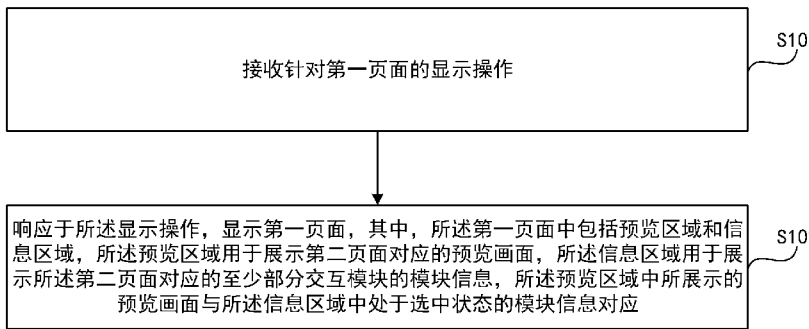 接收针对第一页面的显示操作
S10
响应于所述显示操作，显示第一页面，其中，所述第一页面中包括预览区域和信
息区域，所述预览区域用于展示第二页面对应的预览画面，所述信息区域用于展
示所述第二页面对应的至少部分交互模块的模块信息，所述预览区域中所展示的
预览画面与所述信息区域中处于选中状态的模块信息对应
S10